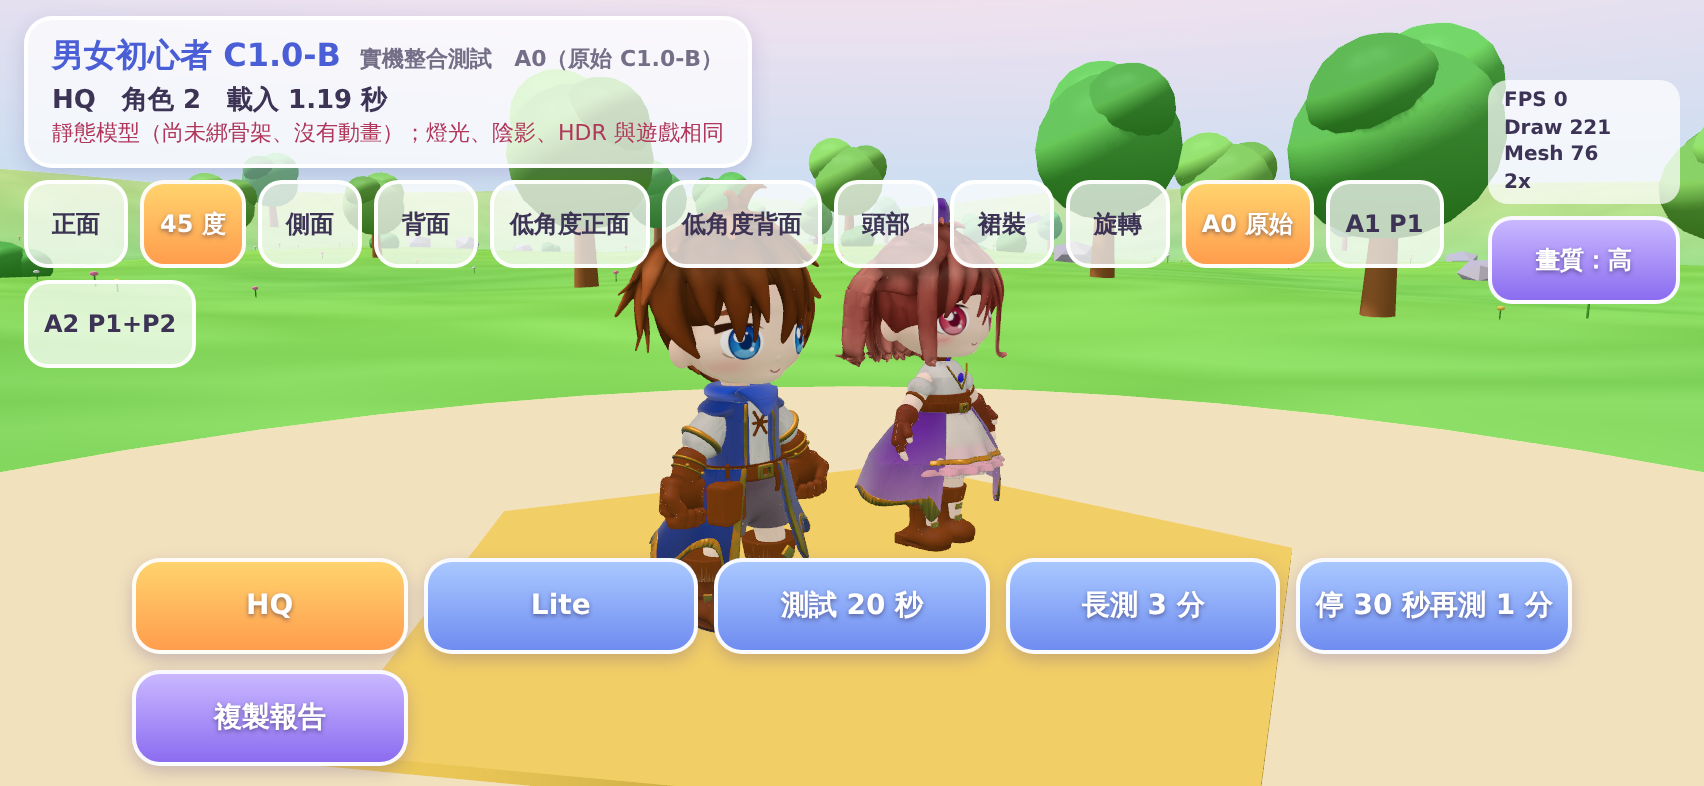 男女初心者 C1.0-B 實機整合測試 A0（原始 C1.0-B）
HQ 角色 2 載入 1.19 秒
靜態模型（尚未綁骨架、沒有動畫）；燈光、陰影、HDR 與遊戲相同
FPS 0
Draw 221
Mesh 76
2x
正面 45 度 側面 背面 低角度正面 低角度背面 頭部 裙裝 旋轉 A0 原始 A1 P1
畫質：高
A2 P1+P2
HQ Lite 測試 20 秒 長測 3 分 停 30 秒再測 1 分
複製報告